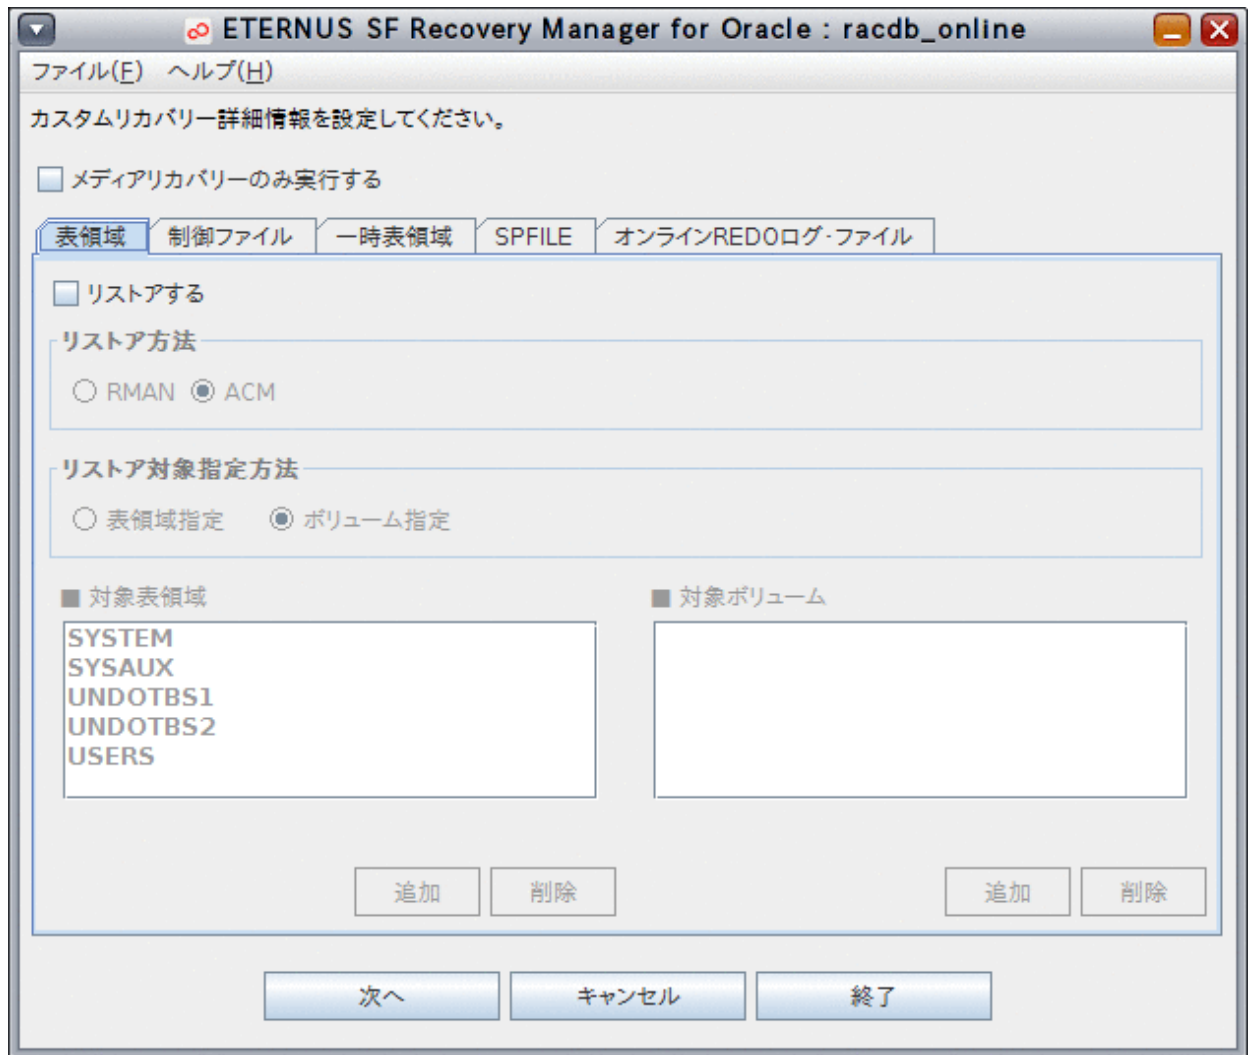 ETERNUS SF Recovery Manager for Oracle : racdb_online
ファイル(F) ヘルプ(H)
カスタムリカバリー詳細情報を設定してください。
メディアリカバリーのみ実行する
表領域 制御ファイル 一時表領域 SPFILE オンラインREDOログ・ファイル
リストアする
リストア方法
RMAN ACM
リストア対象指定方法
表領域指定 ボリューム指定
■ 対象表領域 ■ 対象ボリューム
SYSTEM
SYSAUX
UNDOTBS1
UNDOTBS2
USERS
追加 削除 追加 削除
次へ キャンセル 終了